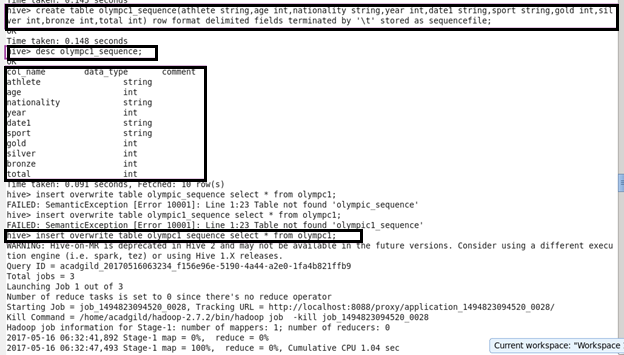 Time taken: 0.145 seconds
hive> create table olympc1_sequence(athlete string,age int,nationality string,year int,date1 string,sport string,gold int,sil
ver int,bronze int,total int) row format delimited fields terminated by '\t' stored as sequencefile;
OK
Time taken: 0.148 seconds
hive> desc olympc1_sequence;
OK
col_name data_type comment
athlete string
age int
nationality string
year int
date1 string
sport string
gold int
silver int
bronze int
total int
Time taken: 0.091 seconds, Fetched: 10 row(s)
hive> insert overwrite table olympic_sequence select * from olympc1;
FAILED: SemanticException [Error 10001]: Line 1:23 Table not found 'olympic_sequence'
hive> insert overwrite table olympic1_sequence select * from olympc1;
FAILED: SemanticException [Error 10001]: Line 1:23 Table not found 'olympic1_sequence'
hive> insert overwrite table olympc1_sequence select * from olympc1;
WARNING: Hive-on-MR is deprecated in Hive 2 and may not be available in the future versions. Consider using a different execu
tion engine (i.e. spark, tez) or using Hive 1.X releases.
Query ID = acadgild_20170516063234_f156e96e-5190-4a44-a2e0-1fa4b821ffb9
Total jobs = 3
Launching Job 1 out of 3
Number of reduce tasks is set to 0 since there's no reduce operator
Starting Job = job_1494823094520_0028, Tracking URL = http://localhost:8088/proxy/application_1494823094520_0028/
Kill Command = /home/acadgild/hadoop-2.7.2/bin/hadoop job -kill job_1494823094520_0028
Hadoop job information for Stage-1: number of mappers: 1; number of reducers: 0
2017-05-16 06:32:41,892 Stage-1 map = 0%, reduce = 0%
2017-05-16 06:32:47,493 Stage-1 map = 100%, reduce = 0%, Cumulative CPU 1.04 sec
Current workspace: "Workspace